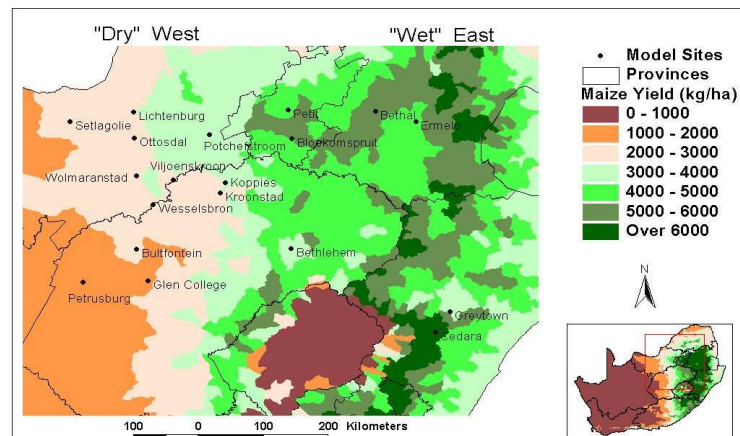 "Dry" West
"Wet" East
Model Sites
Provinces
Maize Yield (kg/ha)
0 - 1000
1000 - 2000
2000 - 3000
3000 - 4000
4000 - 5000
5000 - 6000
Over 6000
Lichtenburg
Setlagolie
Ottosdal
Potchefstroom
Petit
Bethal
Ermelo
Bloekomspruit
Viljoenskroon
Wolmaranstad
Koppies
Kroonstad
Wesselsbron
Bultfontein
Bethlehem
Petrusburg
Glen College
Greytown
Cedara
N
100 0 100 200 Kilometers